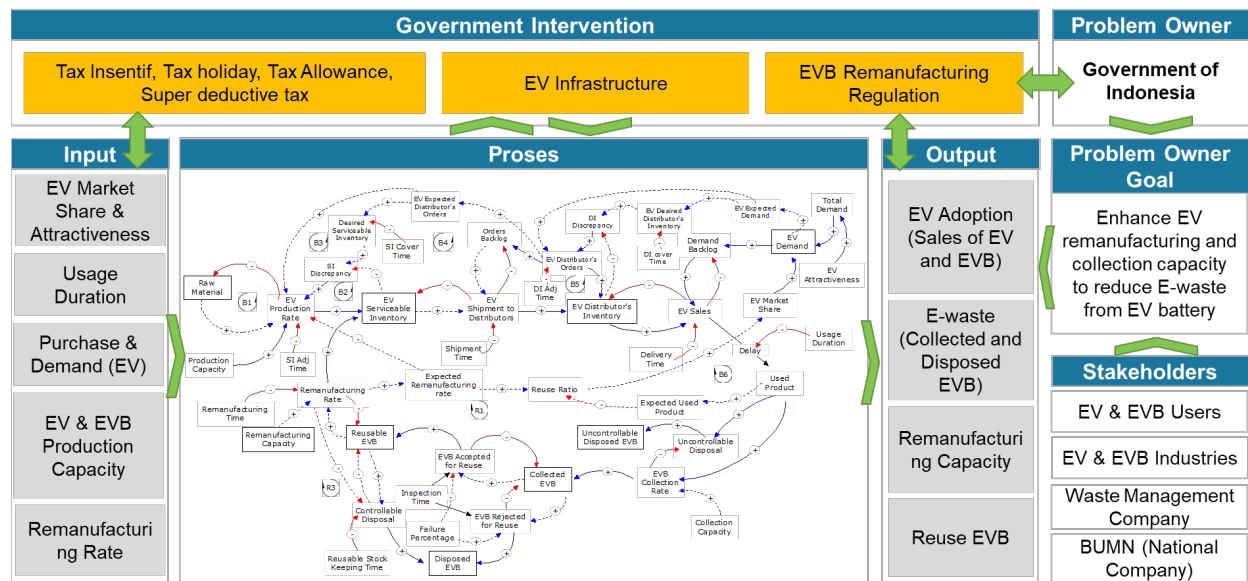 Government Intervention
Problem Owner
Tax Insentif, Tax holiday, Tax Allowance,
Super deductive tax
EV Infrastructure
EVB Remanufacturing
Regulation
Government of
Indonesia
Input
EV Market
Share &
Attractiveness
Usage
Duration
Purchase &
Demand (EV)
EV & EVB
Production
Capacity
Remanufacturi
ng Rate
Proses
EV Expected
Distributor's
Orders
Desired
Serviceable
Inventory
B3
SI Cover
Time
B4
Orders
Backlog
DI
Discrepancy
EV Desired
Distributor's
Inventory
EV Expected
Demand
Total
Demand
Demand
Backlog
EV
Demand
DI cover Time
EV Distributor's
Orders
EV
Attractiveness
SI
Discrepancy
Raw
Material
B1
B2
DI Adj
Time
B5
EV
Production
Rate
EV
Serviceable
Inventory
EV
Shipment to
Distributors
EV Distributor's
Inventory
EV Sales
EV Market
Share
Production
Capacity
SI Adj
Time
Shipment
Time
Delivery
Time
Delay
Usage
Duration
B6
Expected
Remanufacturing
rate
Remanufacturing
Rate
Reuse Ratio
Used
Product
Remanufacturing
Time
R1
Expected Used
Product
Remanufacturing
Capacity
Reusable
EVB
Uncontrollable
Disposed EVB
Uncontrollable
Disposal
EVB Accepted
for Reuse
Collected
EVB
EVB
Collection
Rate
R3
Inspection
Time
Controllable
Disposal
EVB Rejected
for Reuse
Failure
Percentage
Collection
Capacity
Reusable Stock
Keeping Time
Disposed
EVB
Output
EV Adoption
(Sales of EV
and EVB)
E-waste
(Collected and
Disposed
EVB)
Remanufacturi
ng Capacity
Reuse EVB
Problem Owner
Goal
Enhance EV
remanufacturing and
collection capacity
to reduce E-waste
from EV battery
Stakeholders
EV & EVB Users
EV & EVB Industries
Waste Management
Company
BUMN (National
Company)